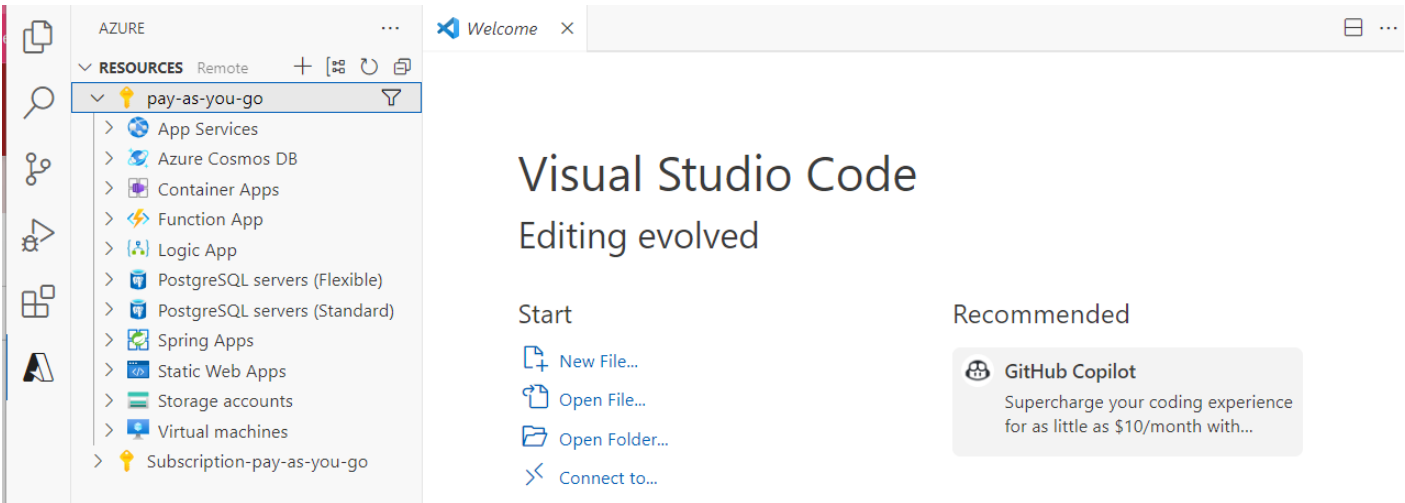 AZURE
RESOURCES Remote
pay-as-you-go
App Services
Azure Cosmos DB
Container Apps
Function App
Logic App
PostgreSQL servers (Flexible)
PostgreSQL servers (Standard)
Spring Apps
Static Web Apps
Storage accounts
Virtual machines
Subscription-pay-as-you-go
Welcome
Visual Studio Code
Editing evolved
Start
New File...
Open File...
Open Folder...
Connect to...
Recommended
GitHub Copilot
Supercharge your coding experience
for as little as $10/month with...